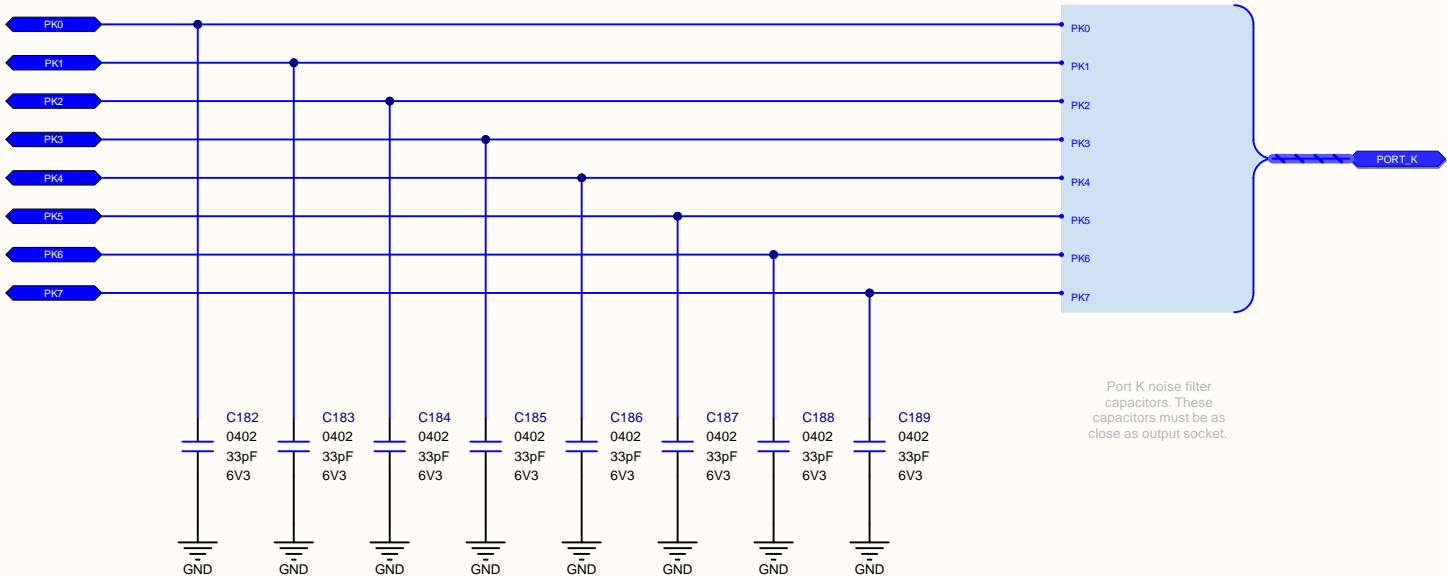 PK0
PK0
PK1
PK1
PK2
PK2
PK3
PK3
PORT_K
PK4
PK4
PK5
PK5
PK6
PK6
PK7
PK7
Port K noise filter
capacitors. These
capacitors must be as
close as output socket.
C182
0402
33pF
6V3
C183
0402
33pF
6V3
C184
0402
33pF
6V3
C185
0402
33pF
6V3
C186
0402
33pF
6V3
C187
0402
33pF
6V3
C188
0402
33pF
6V3
C189
0402
33pF
6V3
GND
GND
GND
GND
GND
GND
GND
GND